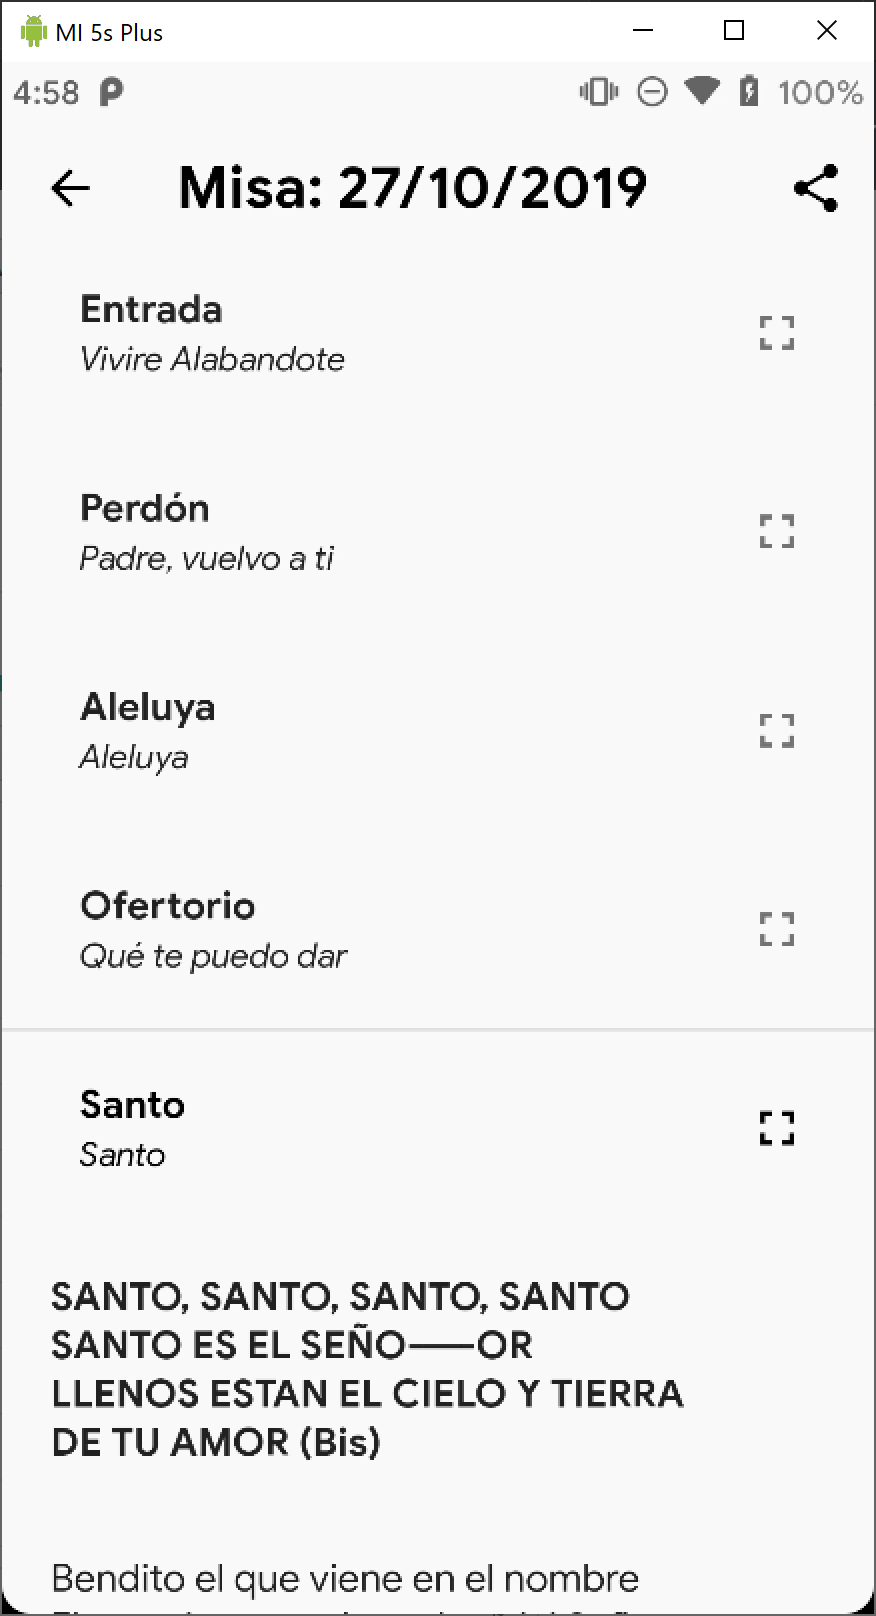 MI 5s Plus
4:58 100%
Misa: 27/10/2019
Entrada
Vivire Alabandote
Perdón
Padre, vuelvo a ti
Aleluya
Aleluya
Ofertorio
Qué te puedo dar
Santo
Santo
SANTO, SANTO, SANTO, SANTO
SANTO ES EL SEÑO——OR
LLENOS ESTAN EL CIELO Y TIERRA
DE TU AMOR (Bis)
Bendito el que viene en el nombre